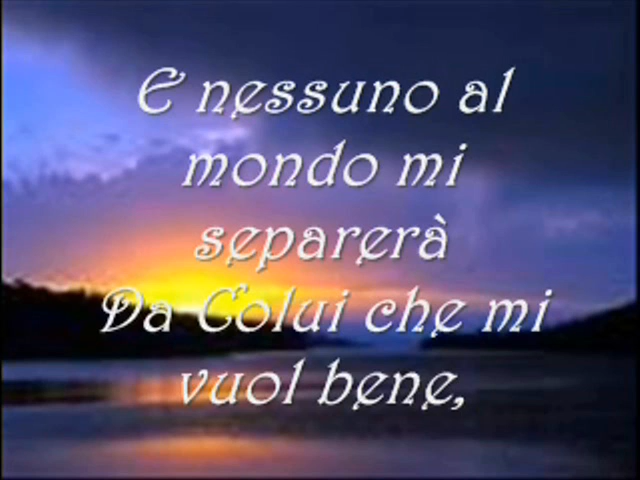 E nessuno al
mondo mi
separerà
Da Colui che mi
vuol bene,